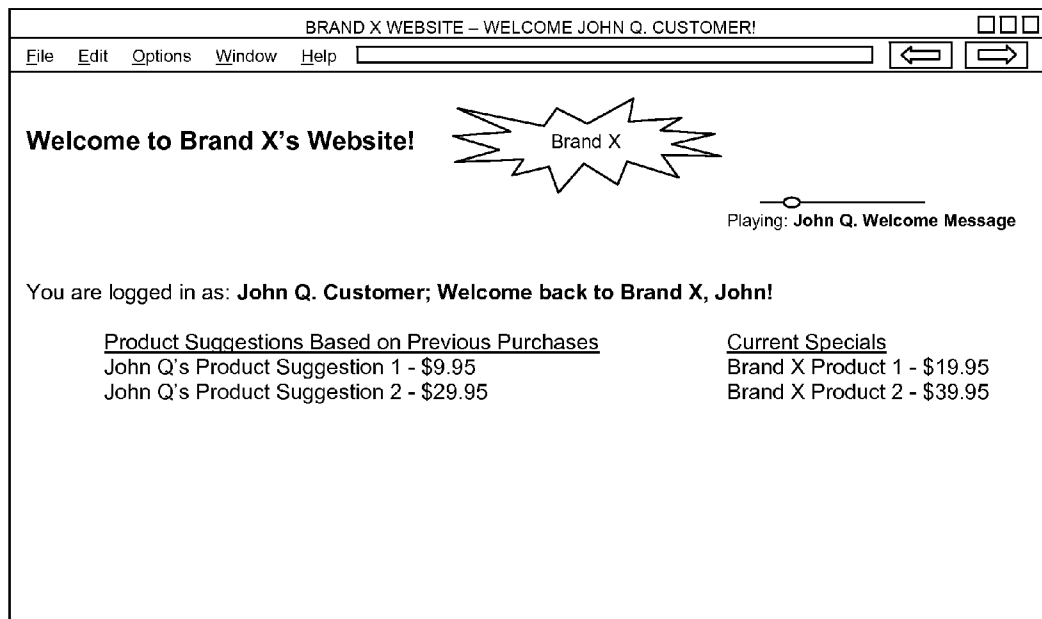 BRAND X WEBSITE – WELCOME JOHN Q. CUSTOMER!
File Edit Options Window Help
Welcome to Brand X’s Website!
Brand X
Playing: John Q. Welcome Message
You are logged in as: John Q. Customer; Welcome back to Brand X, John!
Product Suggestions Based on Previous Purchases
John Q’s Product Suggestion 1 - $9.95
John Q’s Product Suggestion 2 - $29.95
Current Specials
Brand X Product 1 - $19.95
Brand X Product 2 - $39.95